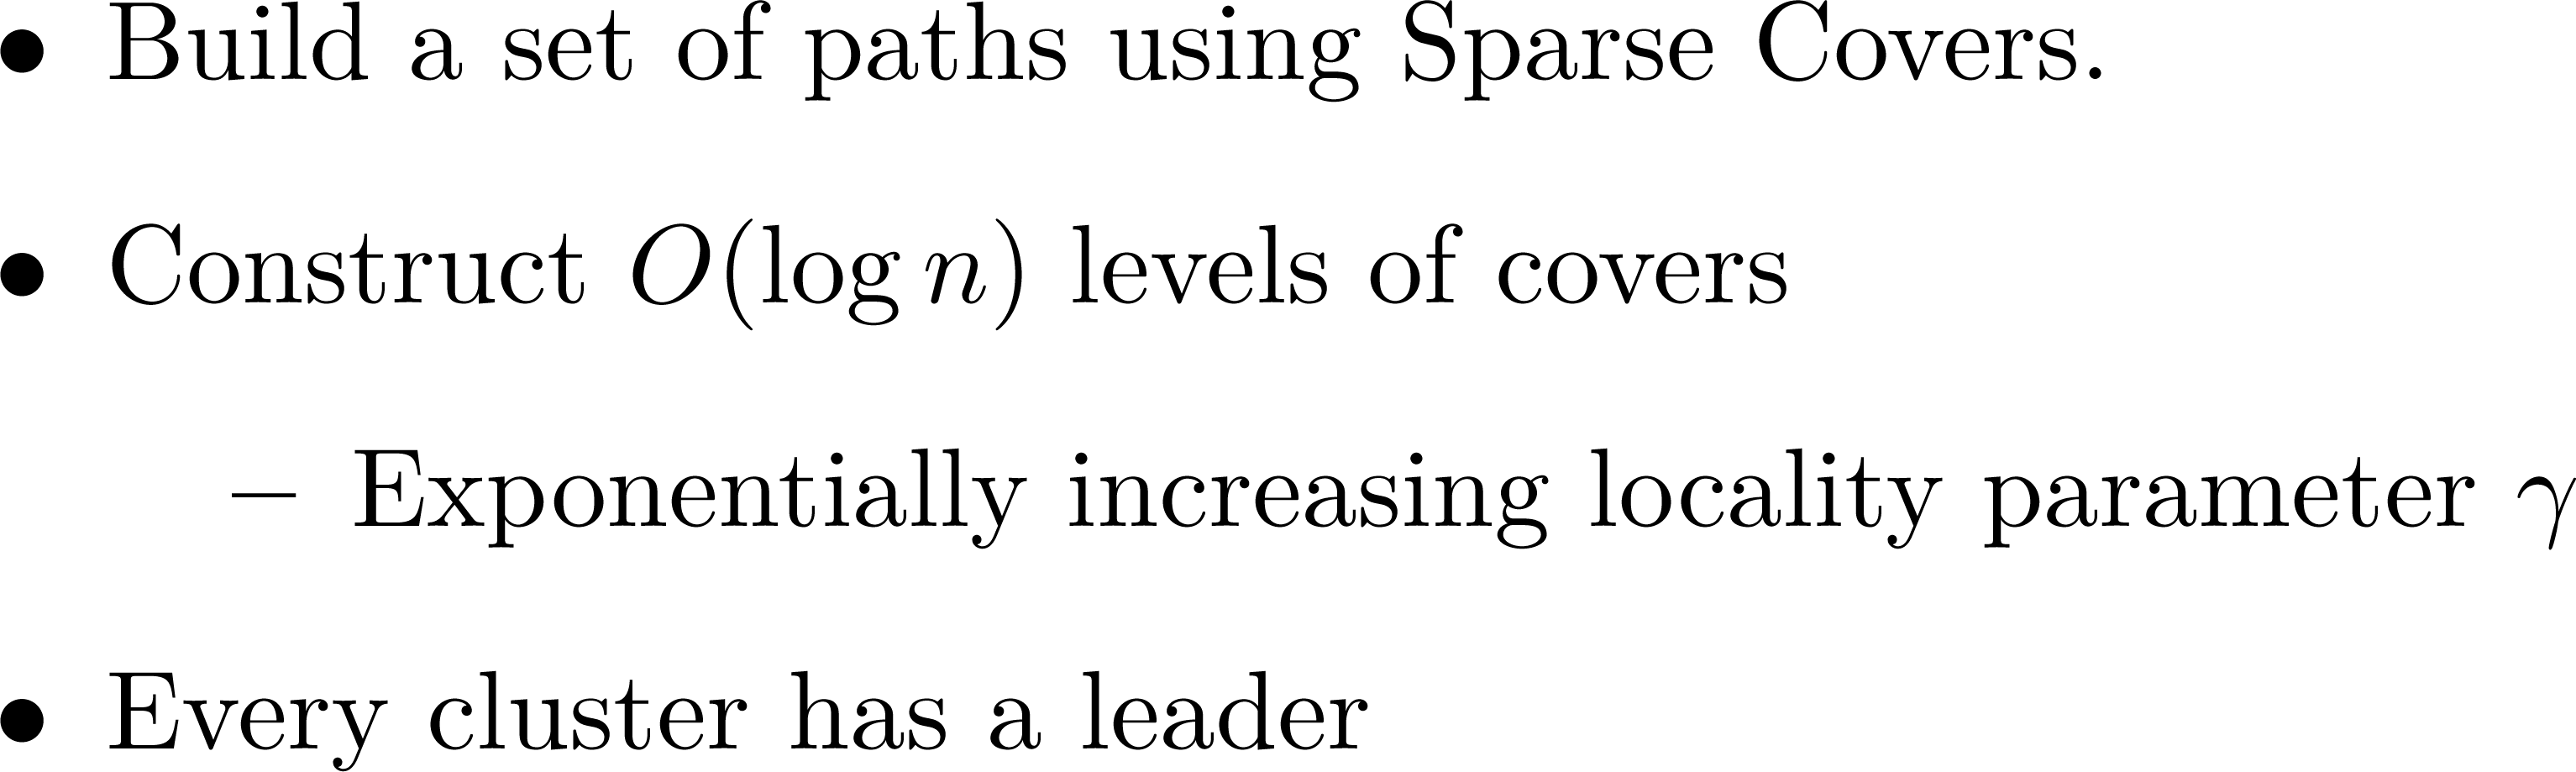 • Build a set of paths using Sparse Covers.
• Construct O(log n) levels of covers
– Exponentially increasing locality parameter γ
• Every cluster has a leader